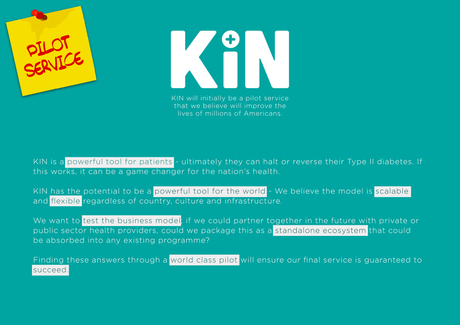 PILOT
SERVICE
KiN
KIN will initially be a pilot service
that we believe will improve the
lives of millions of Americans.
KIN is a powerful tool for patients - ultimately they can halt or reverse their Type II diabetes. If
this works, it can be a game changer for the nation's health.
KIN has the potential to be a powerful tool for the world - We believe the model is scalable
and flexible regardless of country, culture and infrastructure.
We want to test the business model, if we could partner together in the future with private or
public sector health providers, could we package this as a standalone ecosystem that could
be absorbed into any existing programme?
Finding these answers through a world class pilot will ensure our final service is guaranteed to
succeed.